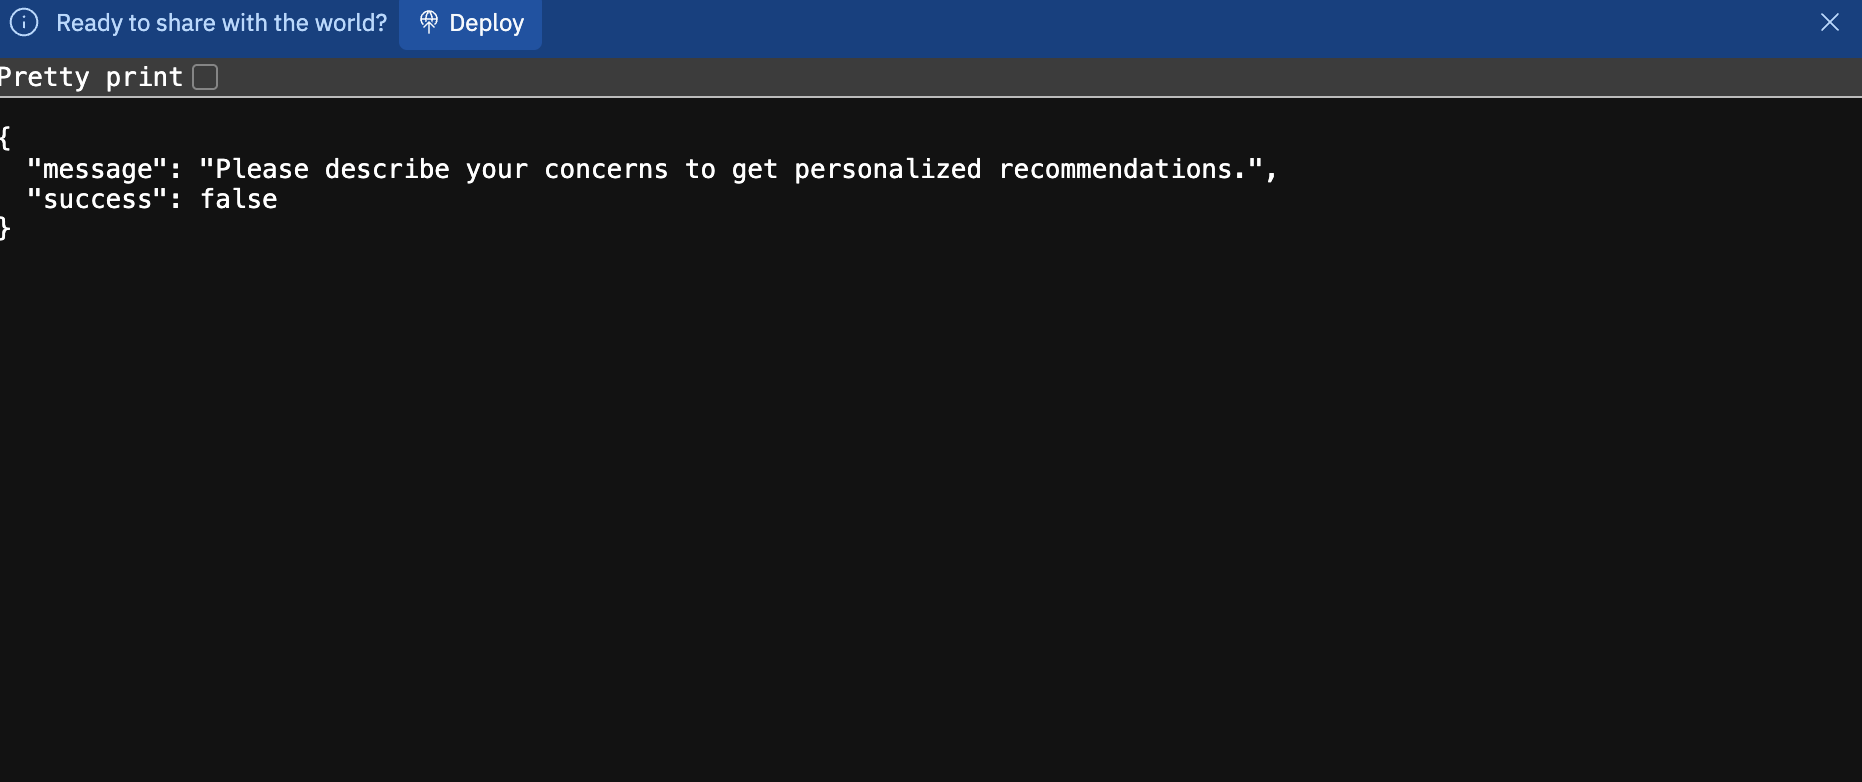 Ready to share with the world? Deploy
Pretty print
{
"message": "Please describe your concerns to get personalized recommendations.",
"success": false
}